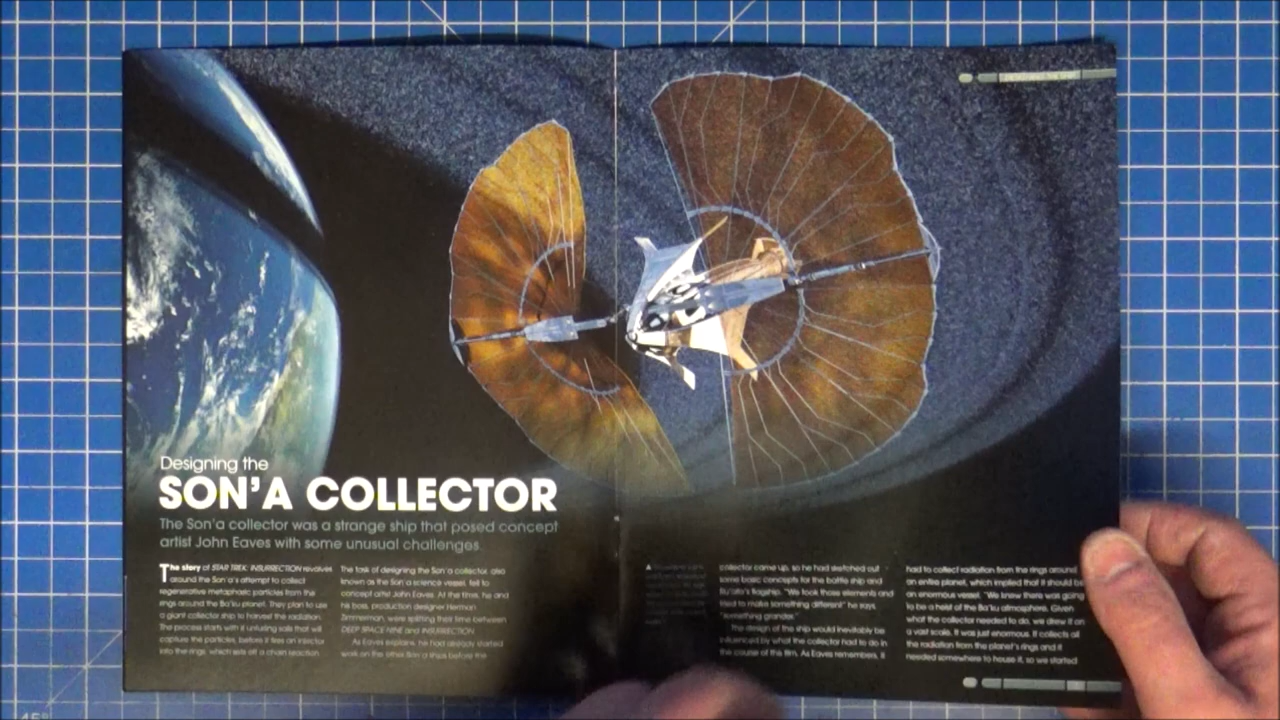 DESIGNING THE SHIP
Designing the
SON'A COLLECTOR
The Son'a collector was a strange ship that posed concept
artist John Eaves with some unusual challenges.
The story of STAR TREK: INSURRECTION revolves
around the Son'a's attempt to collect
regenerative metaphasic particles from the
rings around the Ba'ku planet. They plan to use
a giant collector ship to harvest the radiation.
The process starts with it unfurling sails that will
capture the particles, before it fires an injector
into the rings, which sets off a chain reaction.
The task of designing the Son'a collector, also
known as the Son'a science vessel, fell to
concept artist John Eaves. At the time, he and
his boss, production designer Herman
Zimmerman, were splitting their time between
DEEP SPACE NINE and INSURRECTION.
As Eaves explains, he had already started
work on the other Son'a ships before the
collector came up, so he had sketched out
some basic concepts for the battle ship and
Ru'afo's flagship. "We took those elements and
tried to make something different" he says,
"something grander."
The design of the ship would inevitably be
influenced by what the collector had to do in
the course of the film. As Eaves remembers, it
had to collect radiation from the rings around
an entire planet, which implied that it should be
an enormous vessel. "We knew there was going
to be a heist of the Ba'ku atmosphere. Given
what the collector needed to do, we drew it on
a vast scale. It was just enormous. It collects all
the radiation from the planet's rings and it
needed somewhere to house it, so we started